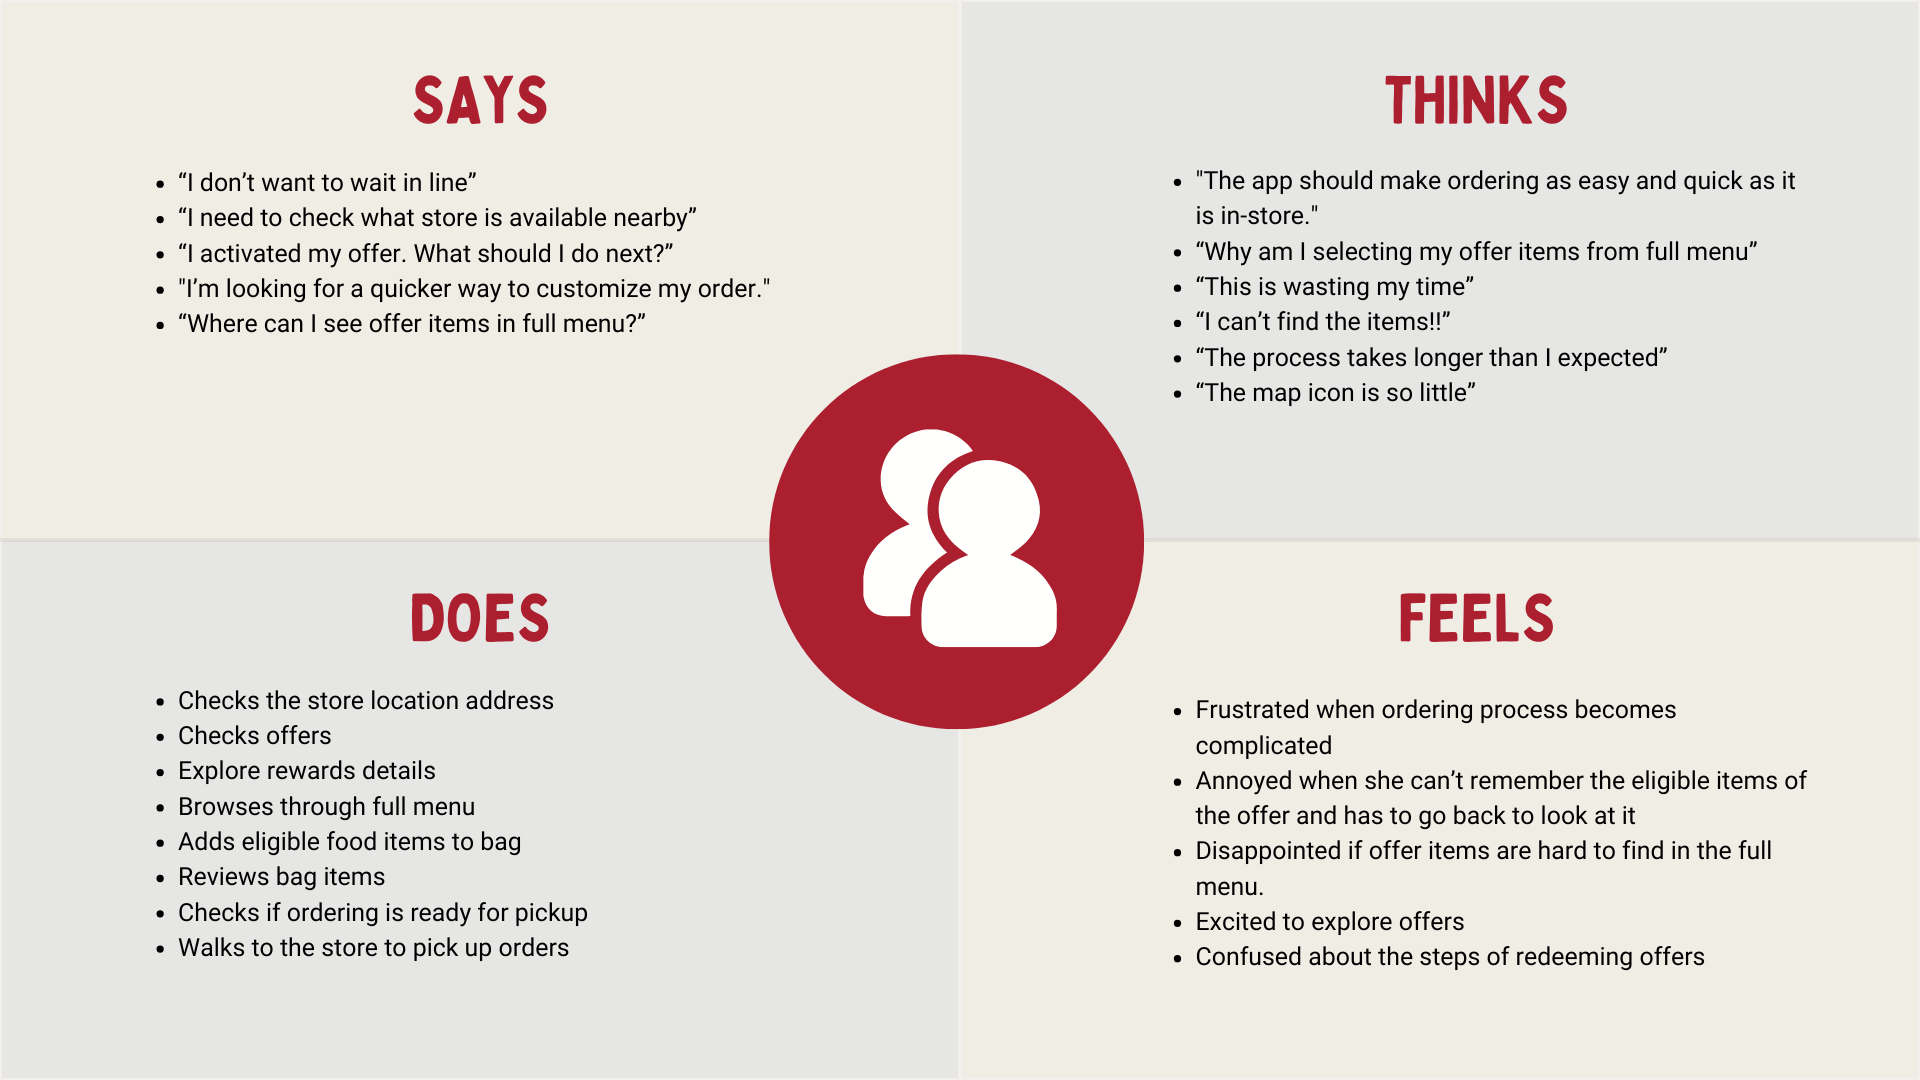 SAYS
• “I don’t want to wait in line”
• “I need to check what store is available nearby”
• “I activated my offer. What should I do next?”
• "I’m looking for a quicker way to customize my order."
• “Where can I see offer items in full menu?”
THINKS
• "The app should make ordering as easy and quick as it
is in-store."
• “Why am I selecting my offer items from full menu”
• “This is wasting my time”
• “I can’t find the items!!”
• “The process takes longer than I expected”
• “The map icon is so little”
DOES
• Checks the store location address
• Checks offers
• Explore rewards details
• Browses through full menu
• Adds eligible food items to bag
• Reviews bag items
• Checks if ordering is ready for pickup
• Walks to the store to pick up orders
FEELS
• Frustrated when ordering process becomes
complicated
• Annoyed when she can’t remember the eligible items of
the offer and has to go back to look at it
• Disappointed if offer items are hard to find in the full
menu.
• Excited to explore offers
• Confused about the steps of redeeming offers